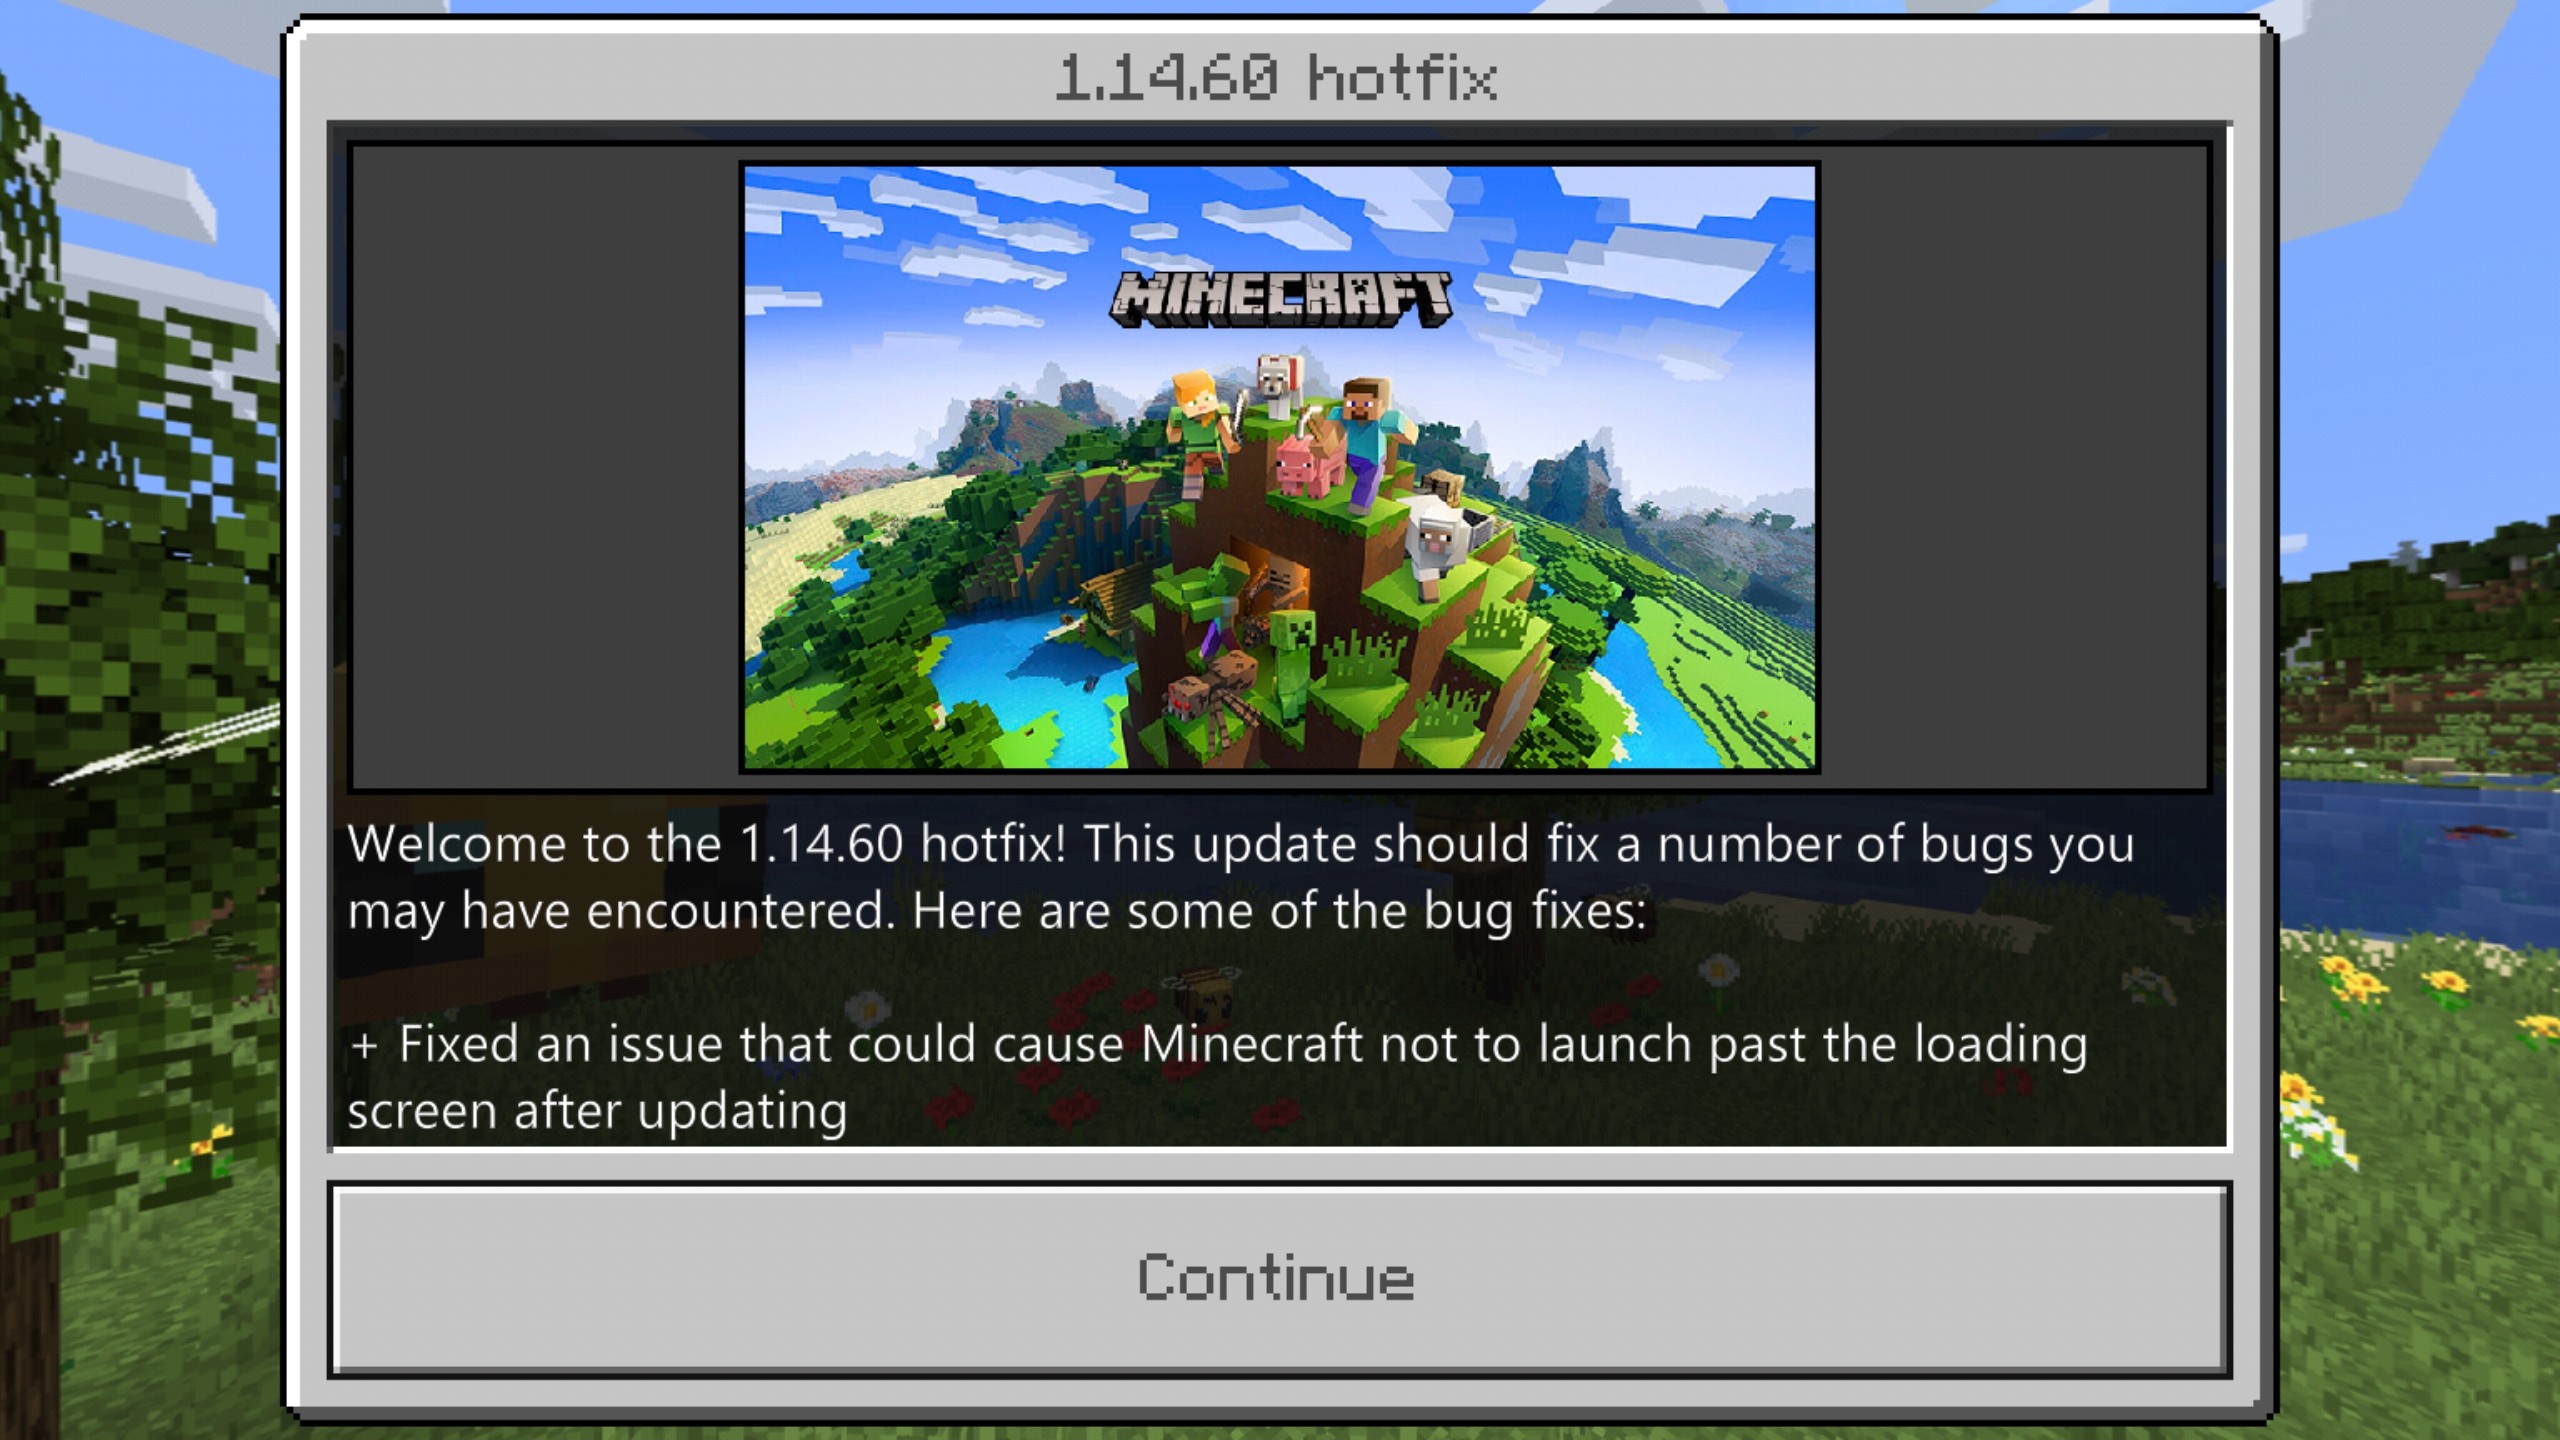 1.14.60 hotfix
MINECRAFT
Welcome to the 1.14.60 hotfix! This update should fix a number of bugs you
may have encountered. Here are some of the bug fixes:
+ Fixed an issue that could cause Minecraft not to launch past the loading
screen after updating
Continue